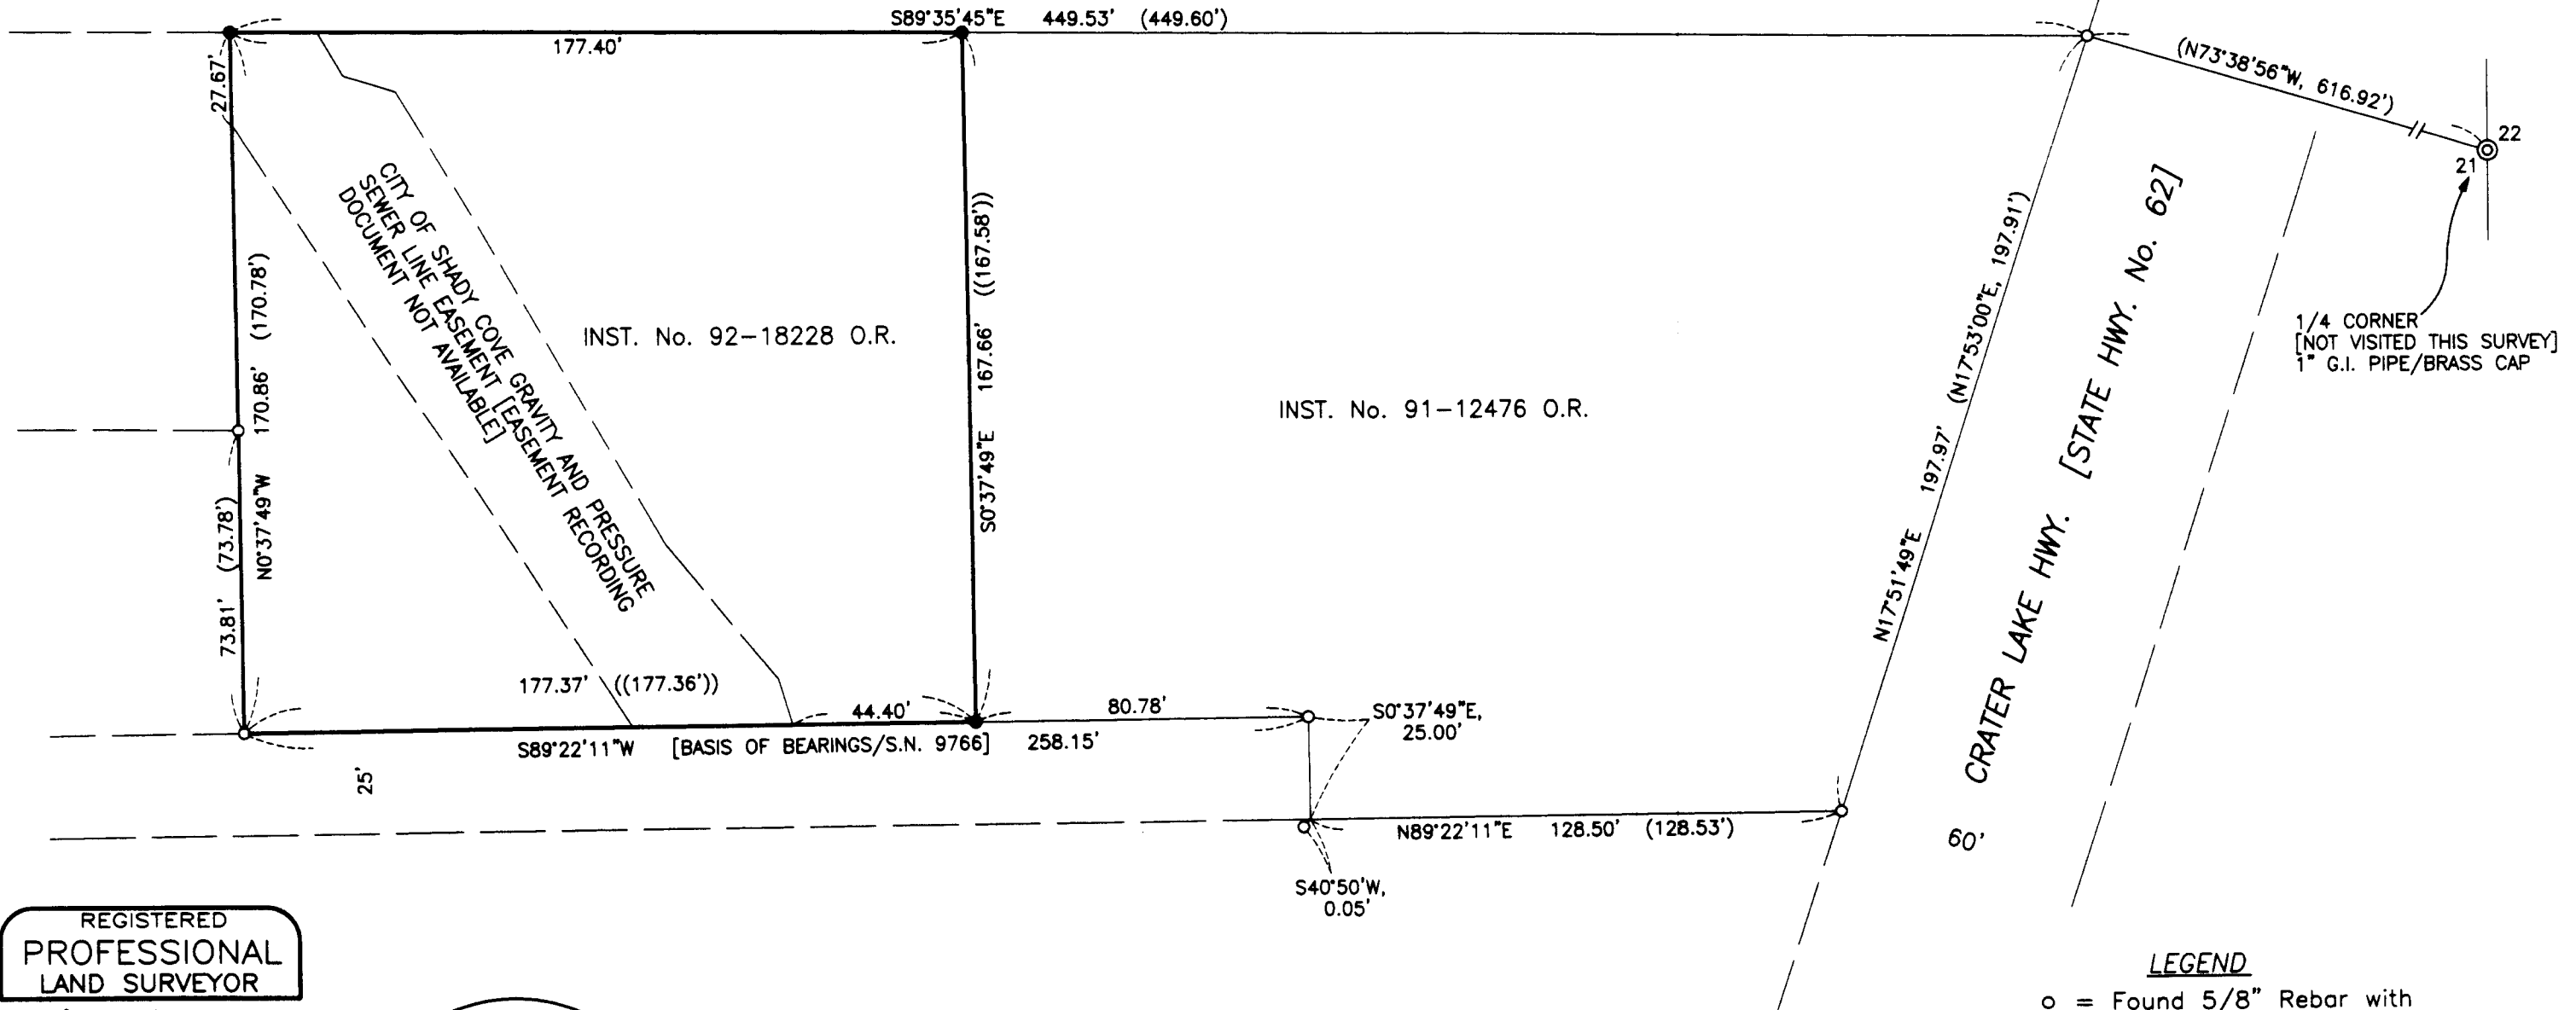 S89°35'45"E 449.53' (449.60')
177.40'
27.67'
(N73°38'56"W, 616.92')
22
21
CITY OF SHADY COVE GRAVITY AND PRESSURE
SEWER LINE EASEMENT [EASEMENT RECORDING
DOCUMENT NOT AVAILABLE]
170.86' (170.78')
N0°37'49"W
73.81' (73.78')
INST. No. 92-18228 O.R.
S0°37'49"E 167.66' ((167.58'))
INST. No. 91-12476 O.R.
N17°51'49"E 197.97' (N17°53'00"E, 197.91')
CRATER LAKE HWY. [STATE HWY. No. 62]
1/4 CORNER
[NOT VISITED THIS SURVEY]
1" G.I. PIPE/BRASS CAP
177.37' ((177.36'))
44.40'
80.78'
S0°37'49"E,
25.00'
S89°22'11"W [BASIS OF BEARINGS/S.N. 9766] 258.15'
25'
N89°22'11"E 128.50' (128.53')
60'
S40°50'W,
0.05'
REGISTERED
PROFESSIONAL
LAND SURVEYOR
LEGEND
o = Found 5/8" Rebar with